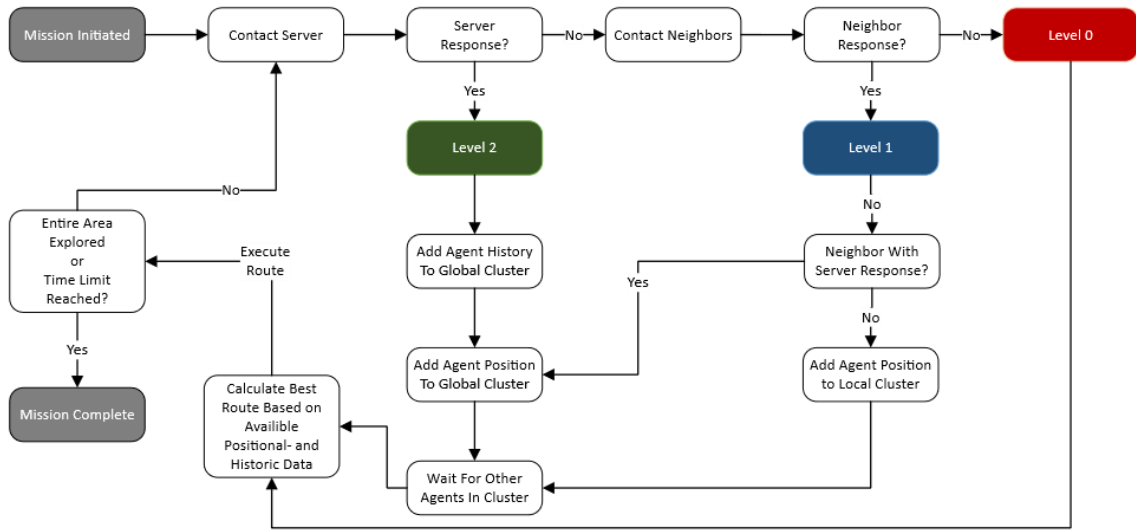 Mission Initiated
Contact Server
Server
Response?
No
Contact Neighbors
Neighbor
Response?
No
Level 0
Yes
Yes
Level 2
Level 1
No
No
Entire Area
Explored
or
Time Limit
Reached?
Execute
Route
Add Agent History
To Global Cluster
Neighbor With
Server Response?
Yes
No
Yes
Add Agent Position
To Global Cluster
Add Agent Position
to Local Cluster
Mission Complete
Calculate Best
Route Based on
Availible
Positional- and
Historic Data
Wait For Other
Agents In Cluster